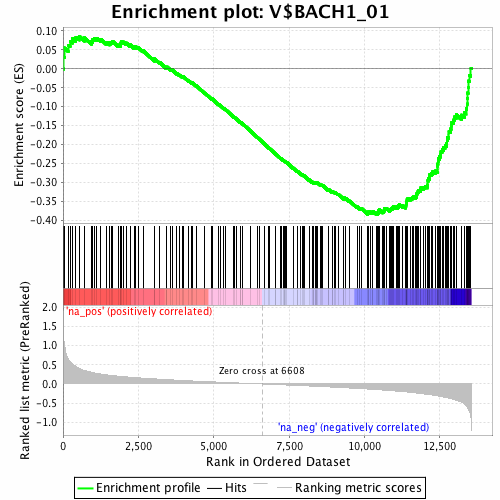 Enrichment plot: V$BACH1_01
Enrichment score (ES)
0.10
0.05
0.00
-0.05
-0.10
-0.15
-0.20
-0.25
-0.30
-0.35
-0.40
Ranked list metric (PreRanked)
2.0
1.5
1.0
0.5
0.0
-0.5
-1.0
'na_pos' (positively correlated)
Zero cross at 6608
'na_neg' (negatively correlated)
0 2,500 5,000 7,500 10,000 12,500
Rank in Ordered Dataset
Enrichment profile Hits Ranking metric scores